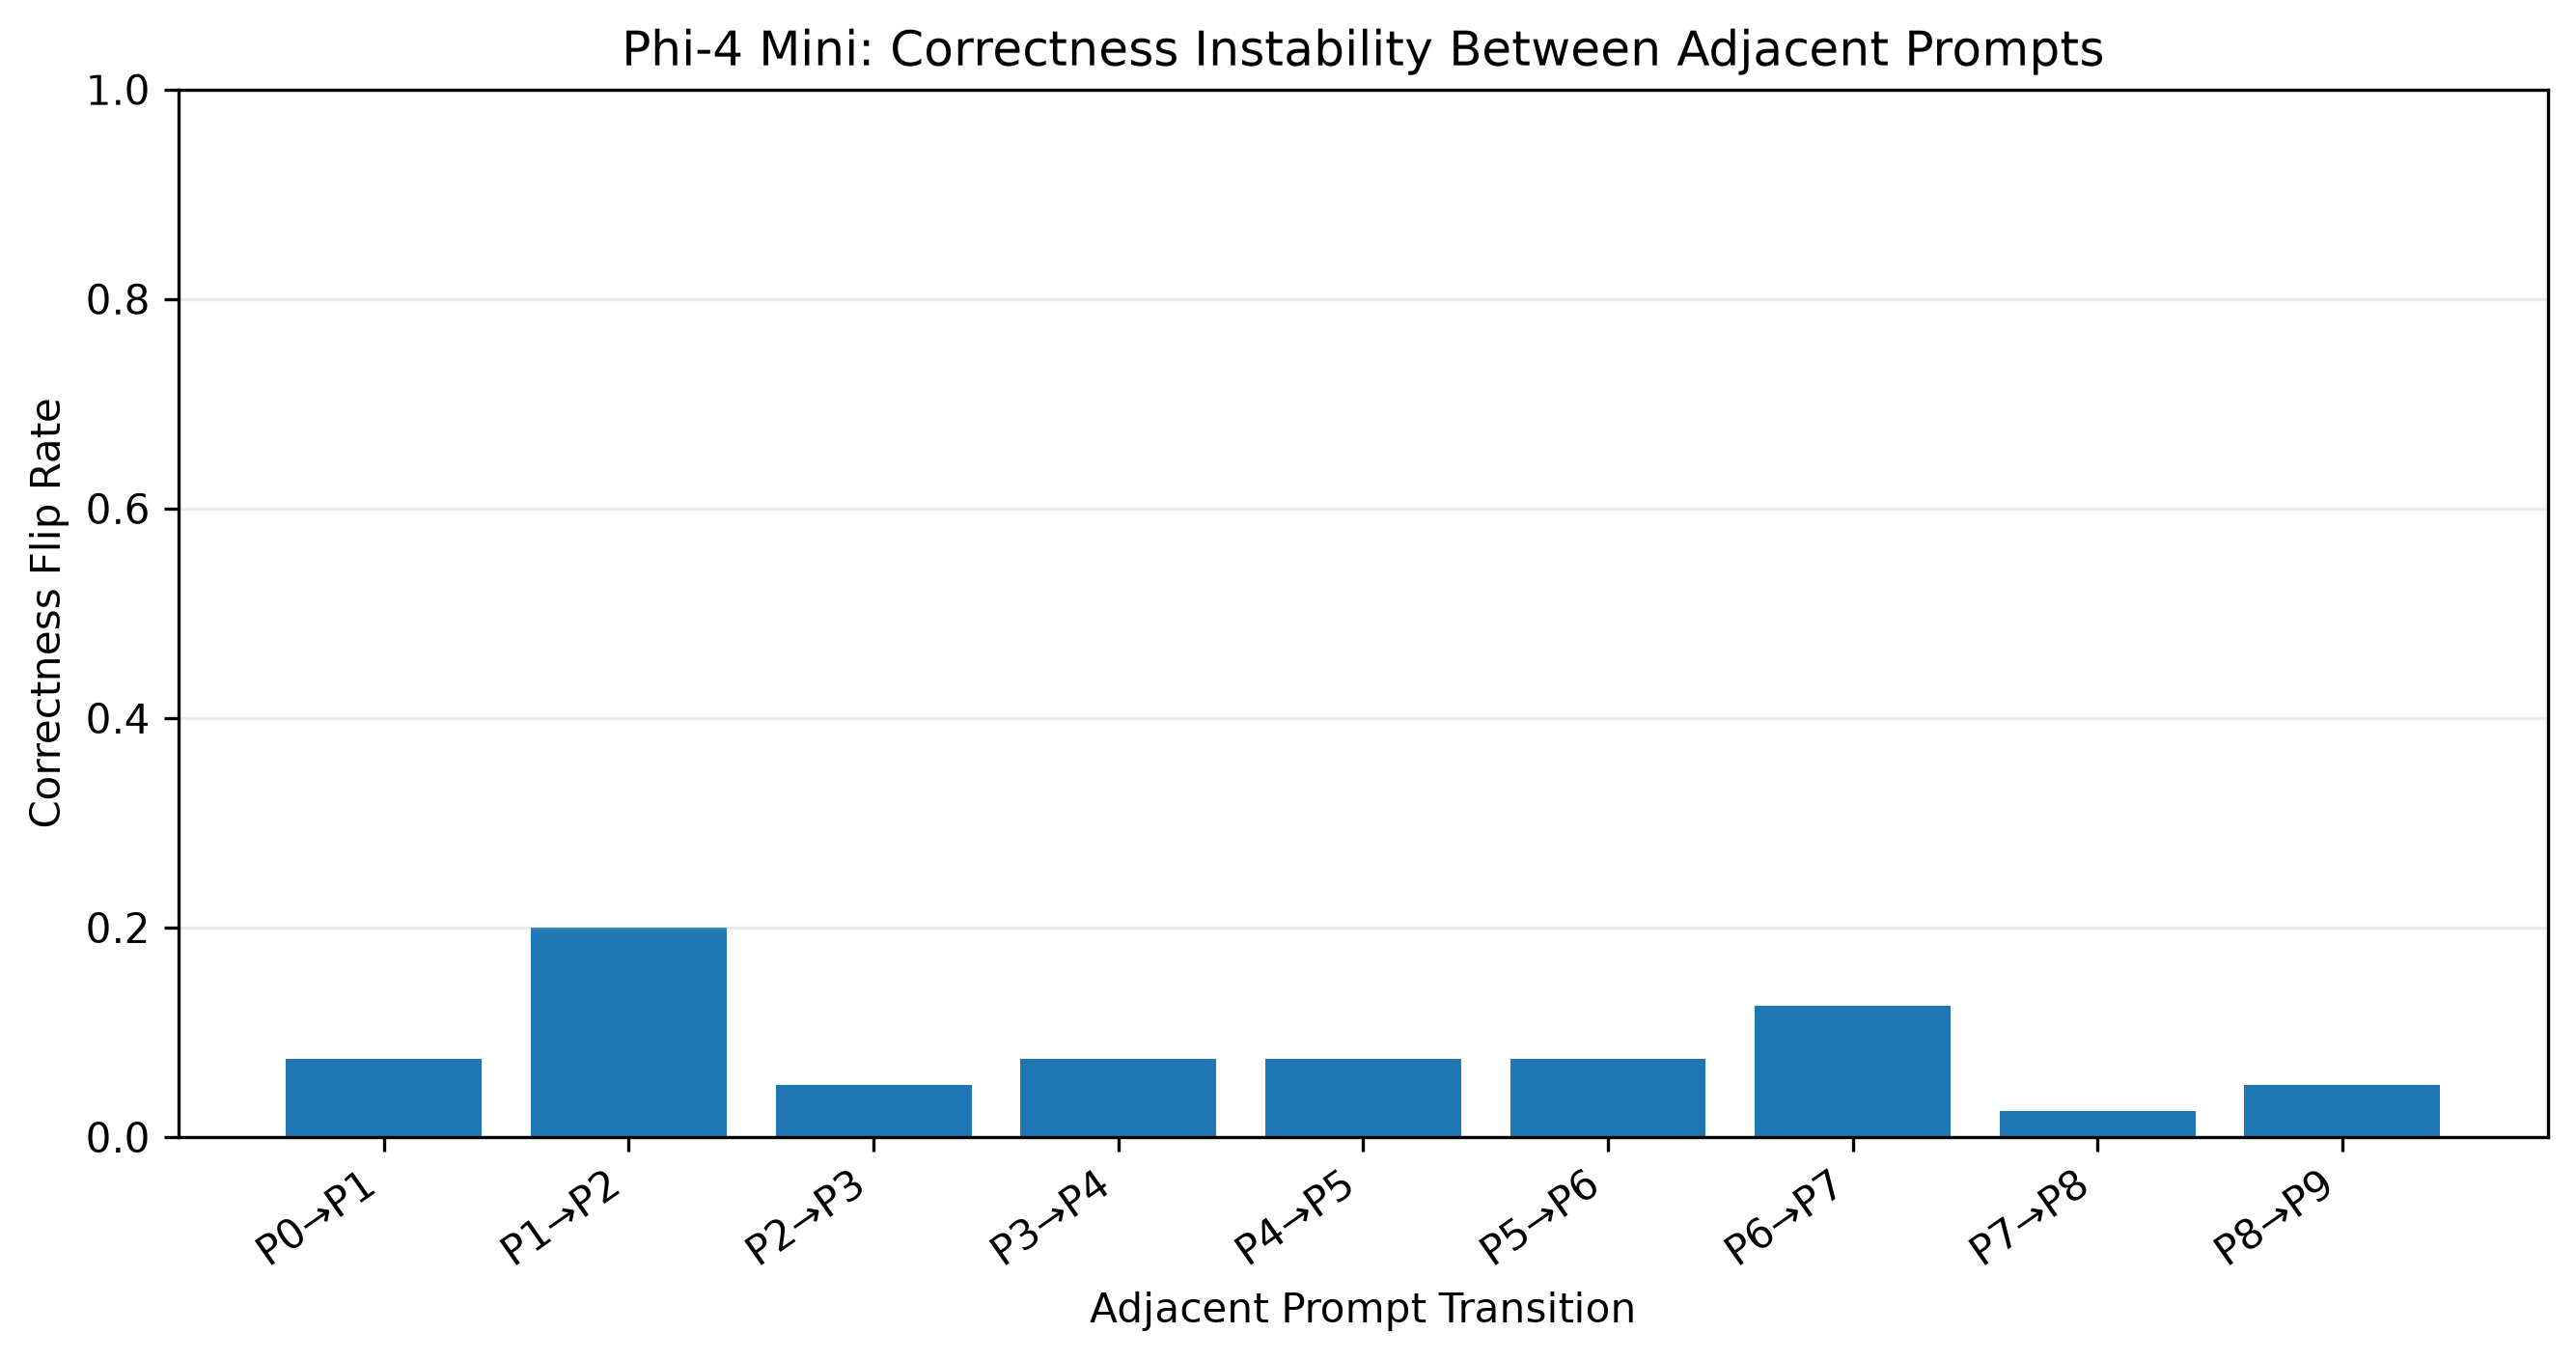 Phi-4 Mini: Correctness Instability Between Adjacent Prompts
Correctness Flip Rate
1.0
0.8
0.6
0.4
0.2
0.0
P0→P1
P1→P2
P2→P3
P3→P4
P4→P5
P5→P6
P6→P7
P7→P8
P8→P9
Adjacent Prompt Transition